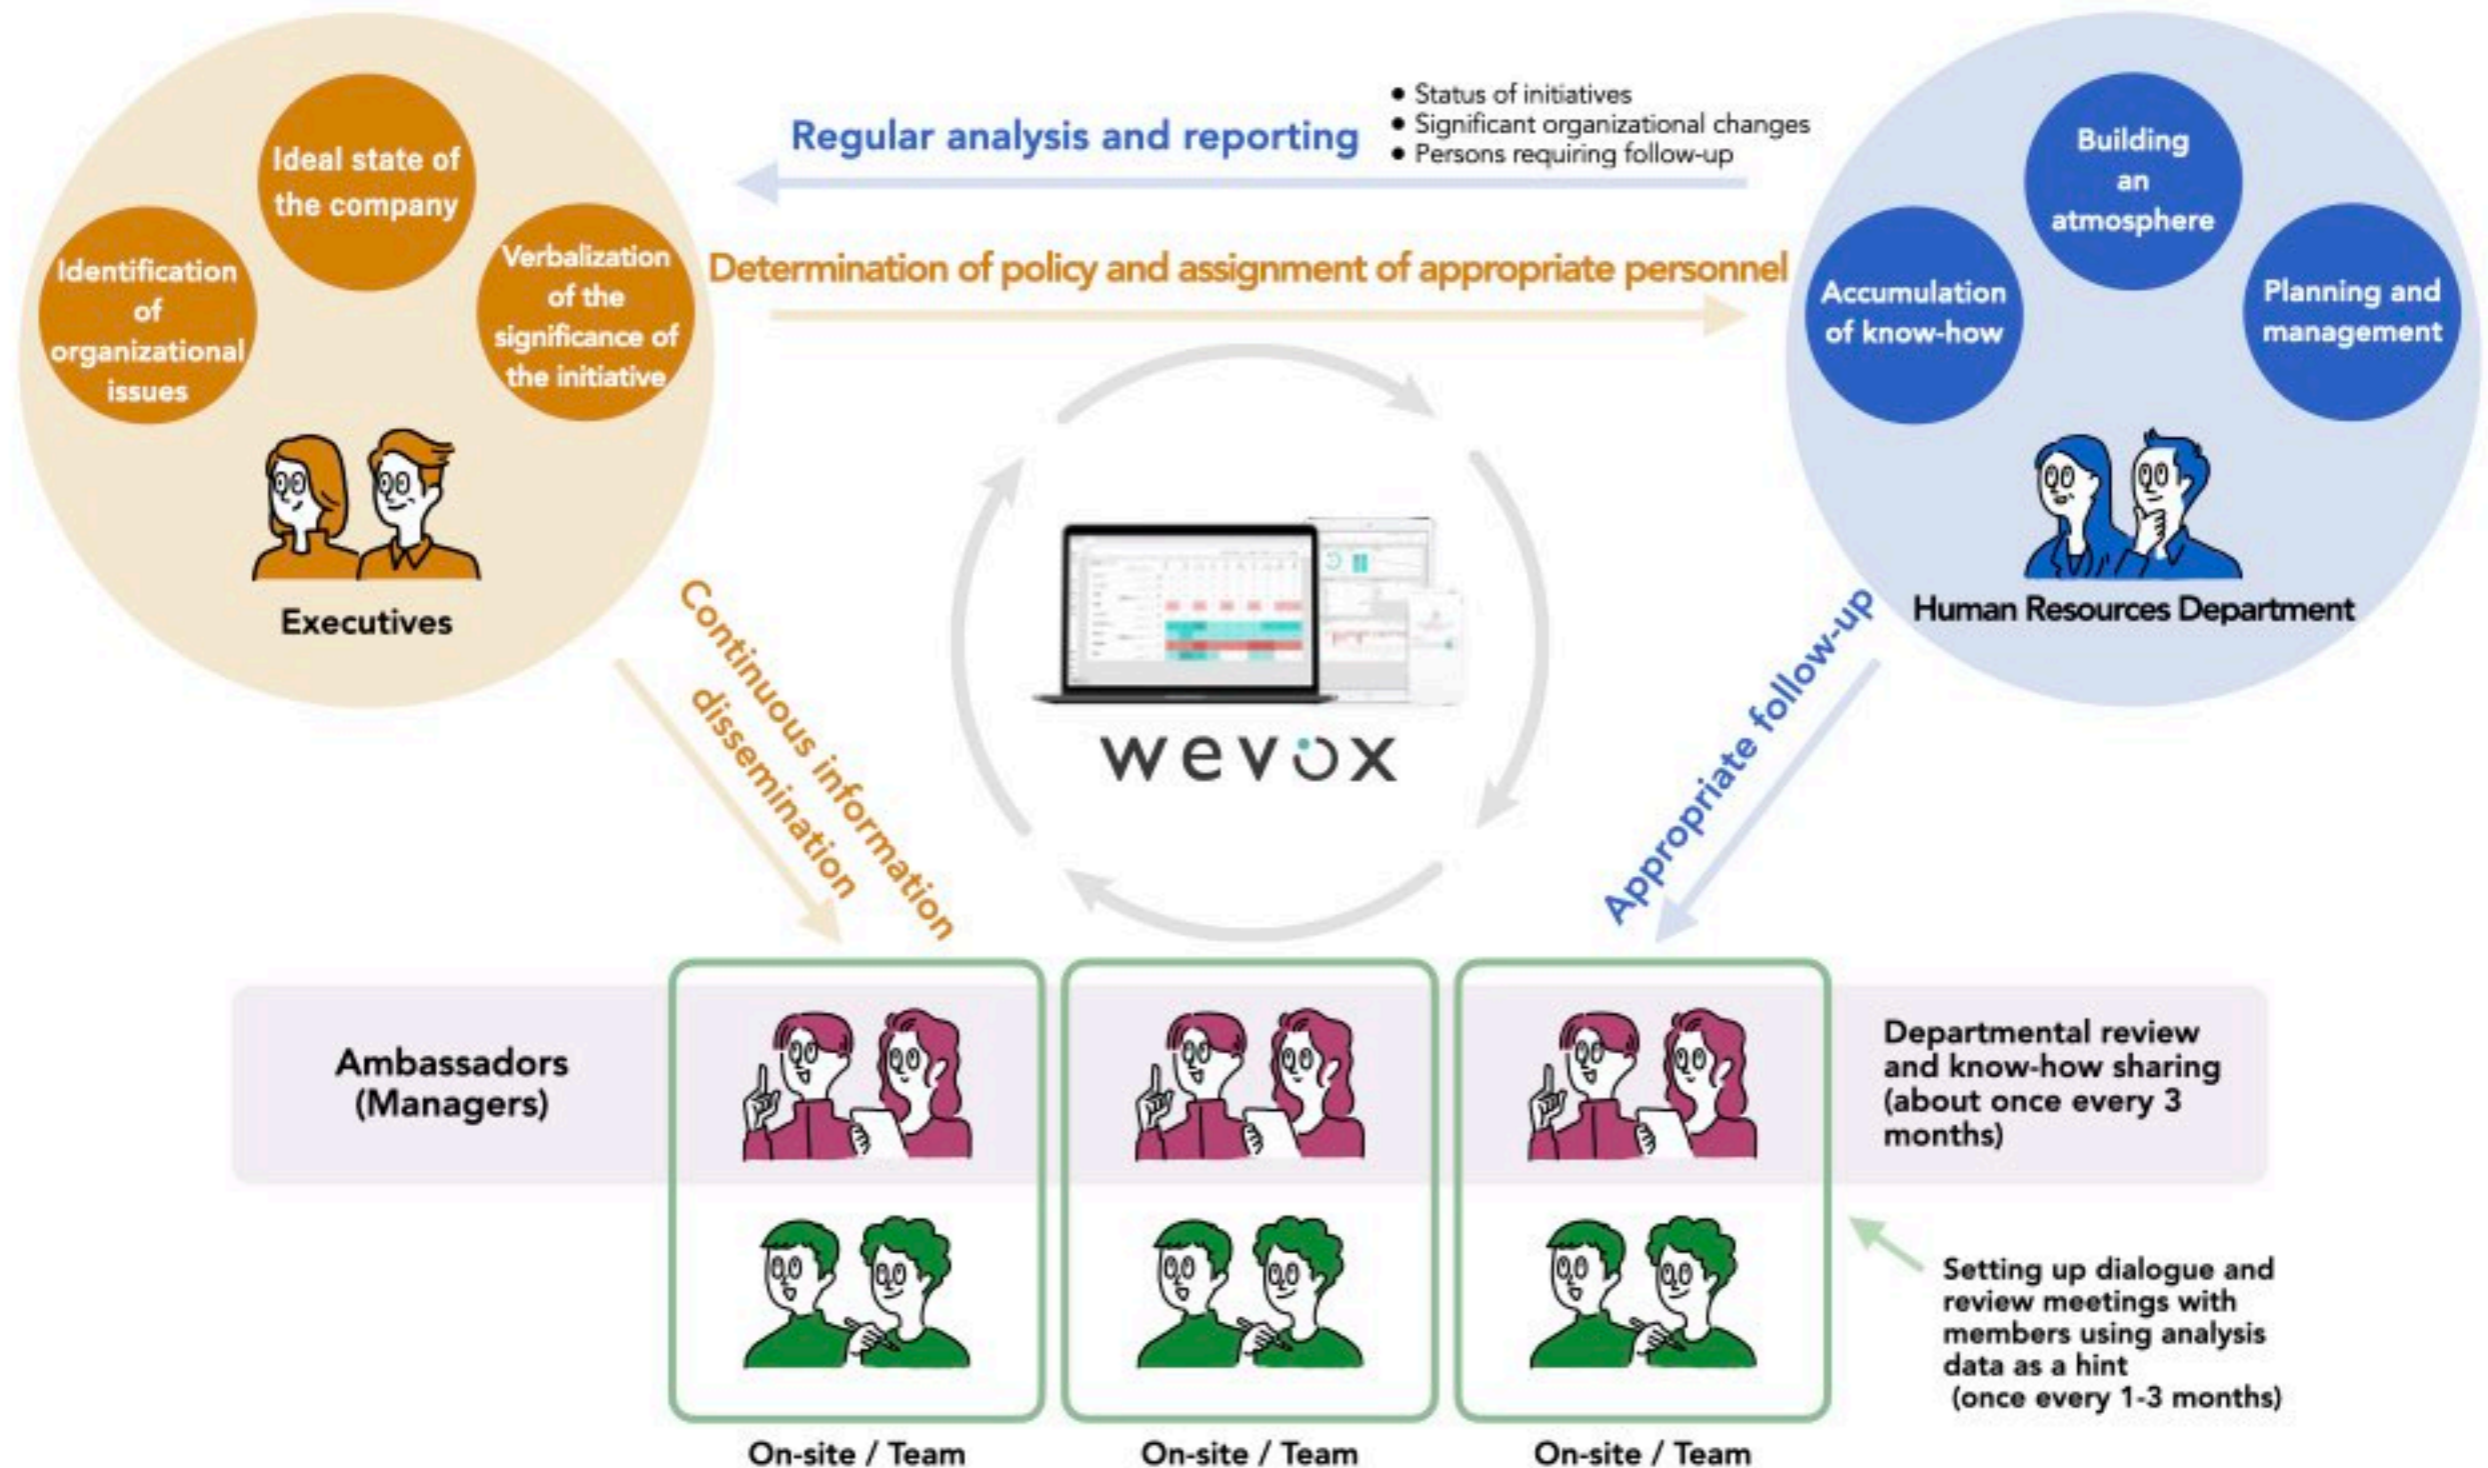 Ideal state of
the company
Identification
of
organizational
issues
Verbalization
of the
significance of
the initiative
Executives
Regular analysis and reporting
• Status of initiatives
• Significant organizational changes
• Persons requiring follow-up
Determination of policy and assignment of appropriate personnel
Building
an
atmosphere
Accumulation
of know-how
Planning and
management
Human Resources Department
Continuous information
dissemination
wevox
Appropriate follow-up
Ambassadors
(Managers)
Departmental review
and know-how sharing
(about once every 3
months)
Setting up dialogue and
review meetings with
members using analysis
data as a hint
(once every 1-3 months)
On-site / Team
On-site / Team
On-site / Team